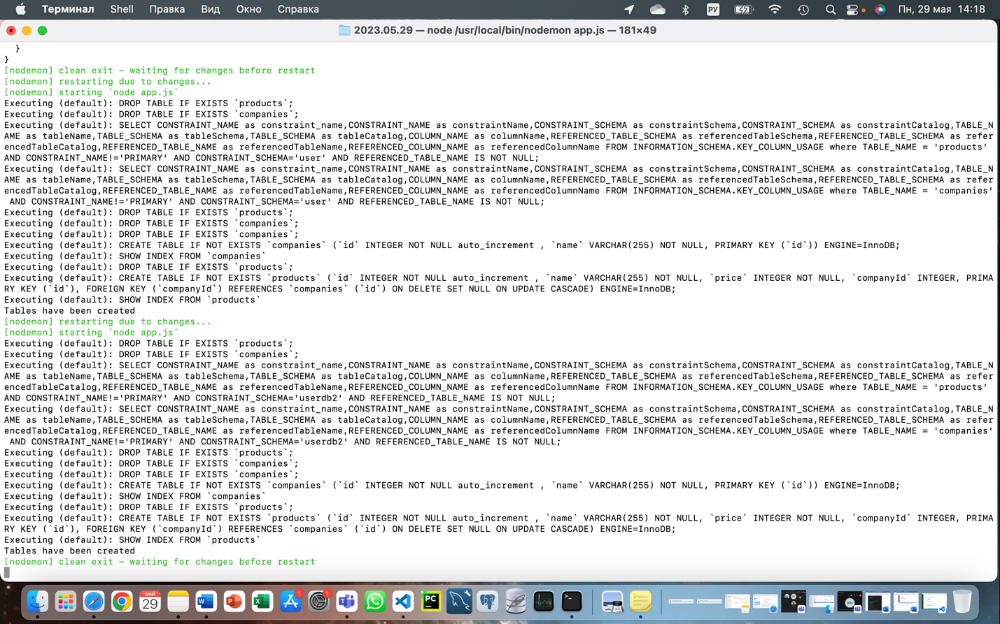 Терминал Shell Правка Вид Окно Справка РУ Пн, 29 мая 14:18
2023.05.29 — node /usr/local/bin/nodemon app.js — 181×49
  }
}
[nodemon] clean exit - waiting for changes before restart
[nodemon] restarting due to changes...
[nodemon] starting `node app.js`
Executing (default): DROP TABLE IF EXISTS `products`;
Executing (default): DROP TABLE IF EXISTS `companies`;
Executing (default): SELECT CONSTRAINT_NAME as constraint_name,CONSTRAINT_NAME as constraintName,CONSTRAINT_SCHEMA as constraintSchema,CONSTRAINT_SCHEMA as constraintCatalog,TABLE_N
AME as tableName,TABLE_SCHEMA as tableSchema,TABLE_SCHEMA as tableCatalog,COLUMN_NAME as columnName,REFERENCED_TABLE_SCHEMA as referencedTableSchema,REFERENCED_TABLE_SCHEMA as refer
encedTableCatalog,REFERENCED_TABLE_NAME as referencedTableName,REFERENCED_COLUMN_NAME as referencedColumnName FROM INFORMATION_SCHEMA.KEY_COLUMN_USAGE where TABLE_NAME = 'products'
AND CONSTRAINT_NAME!='PRIMARY' AND CONSTRAINT_SCHEMA='user' AND REFERENCED_TABLE_NAME IS NOT NULL;
Executing (default): SELECT CONSTRAINT_NAME as constraint_name,CONSTRAINT_NAME as constraintName,CONSTRAINT_SCHEMA as constraintSchema,CONSTRAINT_SCHEMA as constraintCatalog,TABLE_N
AME as tableName,TABLE_SCHEMA as tableSchema,TABLE_SCHEMA as tableCatalog,COLUMN_NAME as columnName,REFERENCED_TABLE_SCHEMA as referencedTableSchema,REFERENCED_TABLE_SCHEMA as refer
encedTableCatalog,REFERENCED_TABLE_NAME as referencedTableName,REFERENCED_COLUMN_NAME as referencedColumnName FROM INFORMATION_SCHEMA.KEY_COLUMN_USAGE where TABLE_NAME = 'companies'
 AND CONSTRAINT_NAME!='PRIMARY' AND CONSTRAINT_SCHEMA='user' AND REFERENCED_TABLE_NAME IS NOT NULL;
Executing (default): DROP TABLE IF EXISTS `products`;
Executing (default): DROP TABLE IF EXISTS `companies`;
Executing (default): DROP TABLE IF EXISTS `companies`;
Executing (default): CREATE TABLE IF NOT EXISTS `companies` (`id` INTEGER NOT NULL auto_increment , `name` VARCHAR(255) NOT NULL, PRIMARY KEY (`id`)) ENGINE=InnoDB;
Executing (default): SHOW INDEX FROM `companies`
Executing (default): DROP TABLE IF EXISTS `products`;
Executing (default): CREATE TABLE IF NOT EXISTS `products` (`id` INTEGER NOT NULL auto_increment , `name` VARCHAR(255) NOT NULL, `price` INTEGER NOT NULL, `companyId` INTEGER, PRIMA
RY KEY (`id`), FOREIGN KEY (`companyId`) REFERENCES `companies` (`id`) ON DELETE SET NULL ON UPDATE CASCADE) ENGINE=InnoDB;
Executing (default): SHOW INDEX FROM `products`
Tables have been created
[nodemon] restarting due to changes...
[nodemon] starting `node app.js`
Executing (default): DROP TABLE IF EXISTS `products`;
Executing (default): DROP TABLE IF EXISTS `companies`;
Executing (default): SELECT CONSTRAINT_NAME as constraint_name,CONSTRAINT_NAME as constraintName,CONSTRAINT_SCHEMA as constraintSchema,CONSTRAINT_SCHEMA as constraintCatalog,TABLE_N
AME as tableName,TABLE_SCHEMA as tableSchema,TABLE_SCHEMA as tableCatalog,COLUMN_NAME as columnName,REFERENCED_TABLE_SCHEMA as referencedTableSchema,REFERENCED_TABLE_SCHEMA as refer
encedTableCatalog,REFERENCED_TABLE_NAME as referencedTableName,REFERENCED_COLUMN_NAME as referencedColumnName FROM INFORMATION_SCHEMA.KEY_COLUMN_USAGE where TABLE_NAME = 'products'
AND CONSTRAINT_NAME!='PRIMARY' AND CONSTRAINT_SCHEMA='userdb2' AND REFERENCED_TABLE_NAME IS NOT NULL;
Executing (default): SELECT CONSTRAINT_NAME as constraint_name,CONSTRAINT_NAME as constraintName,CONSTRAINT_SCHEMA as constraintSchema,CONSTRAINT_SCHEMA as constraintCatalog,TABLE_N
AME as tableName,TABLE_SCHEMA as tableSchema,TABLE_SCHEMA as tableCatalog,COLUMN_NAME as columnName,REFERENCED_TABLE_SCHEMA as referencedTableSchema,REFERENCED_TABLE_SCHEMA as refer
encedTableCatalog,REFERENCED_TABLE_NAME as referencedTableName,REFERENCED_COLUMN_NAME as referencedColumnName FROM INFORMATION_SCHEMA.KEY_COLUMN_USAGE where TABLE_NAME = 'companies'
 AND CONSTRAINT_NAME!='PRIMARY' AND CONSTRAINT_SCHEMA='userdb2' AND REFERENCED_TABLE_NAME IS NOT NULL;
Executing (default): DROP TABLE IF EXISTS `products`;
Executing (default): DROP TABLE IF EXISTS `companies`;
Executing (default): DROP TABLE IF EXISTS `companies`;
Executing (default): CREATE TABLE IF NOT EXISTS `companies` (`id` INTEGER NOT NULL auto_increment , `name` VARCHAR(255) NOT NULL, PRIMARY KEY (`id`)) ENGINE=InnoDB;
Executing (default): SHOW INDEX FROM `companies`
Executing (default): DROP TABLE IF EXISTS `products`;
Executing (default): CREATE TABLE IF NOT EXISTS `products` (`id` INTEGER NOT NULL auto_increment , `name` VARCHAR(255) NOT NULL, `price` INTEGER NOT NULL, `companyId` INTEGER, PRIMA
RY KEY (`id`), FOREIGN KEY (`companyId`) REFERENCES `companies` (`id`) ON DELETE SET NULL ON UPDATE CASCADE) ENGINE=InnoDB;
Executing (default): SHOW INDEX FROM `products`
Tables have been created
[nodemon] clean exit - waiting for changes before restart
МАЙ
29
W
P
X
1
1
T
PC
>_
KH